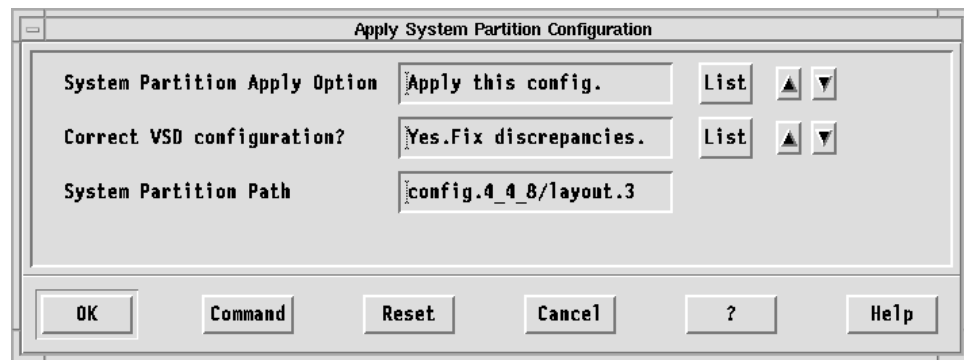 Apply System Partition Configuration
System Partition Apply Option Apply this config. List
Correct VSD configuration? Yes.Fix discrepancies. List
System Partition Path config.4_4_8/layout.3
OK Command Reset Cancel ? Help